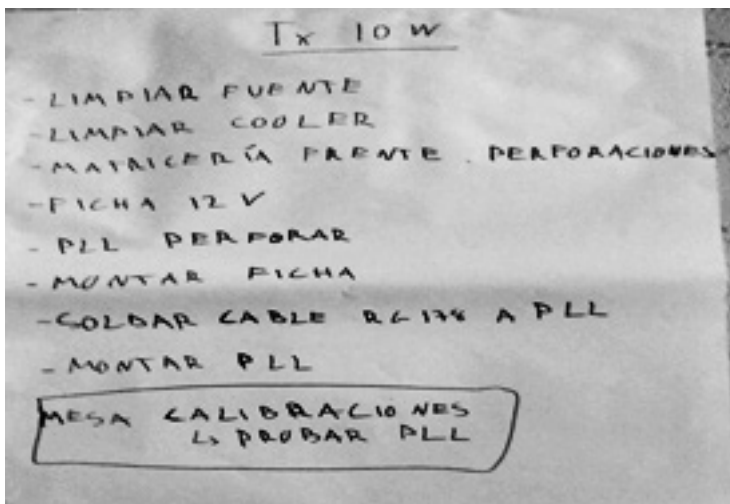 Tx 10 W
- LIMPIAR FUENTE
- LIMPIAR COOLER
- MATRICERÍA FRENTE. PERFORACIONES
- FICHA 12 V
- PLL PERFORAR
- MONTAR FICHA
- SOLDAR CABLE RG 178 A PLL
- MONTAR PLL
MESA CALIBRACIONES
↳ PROBAR PLL